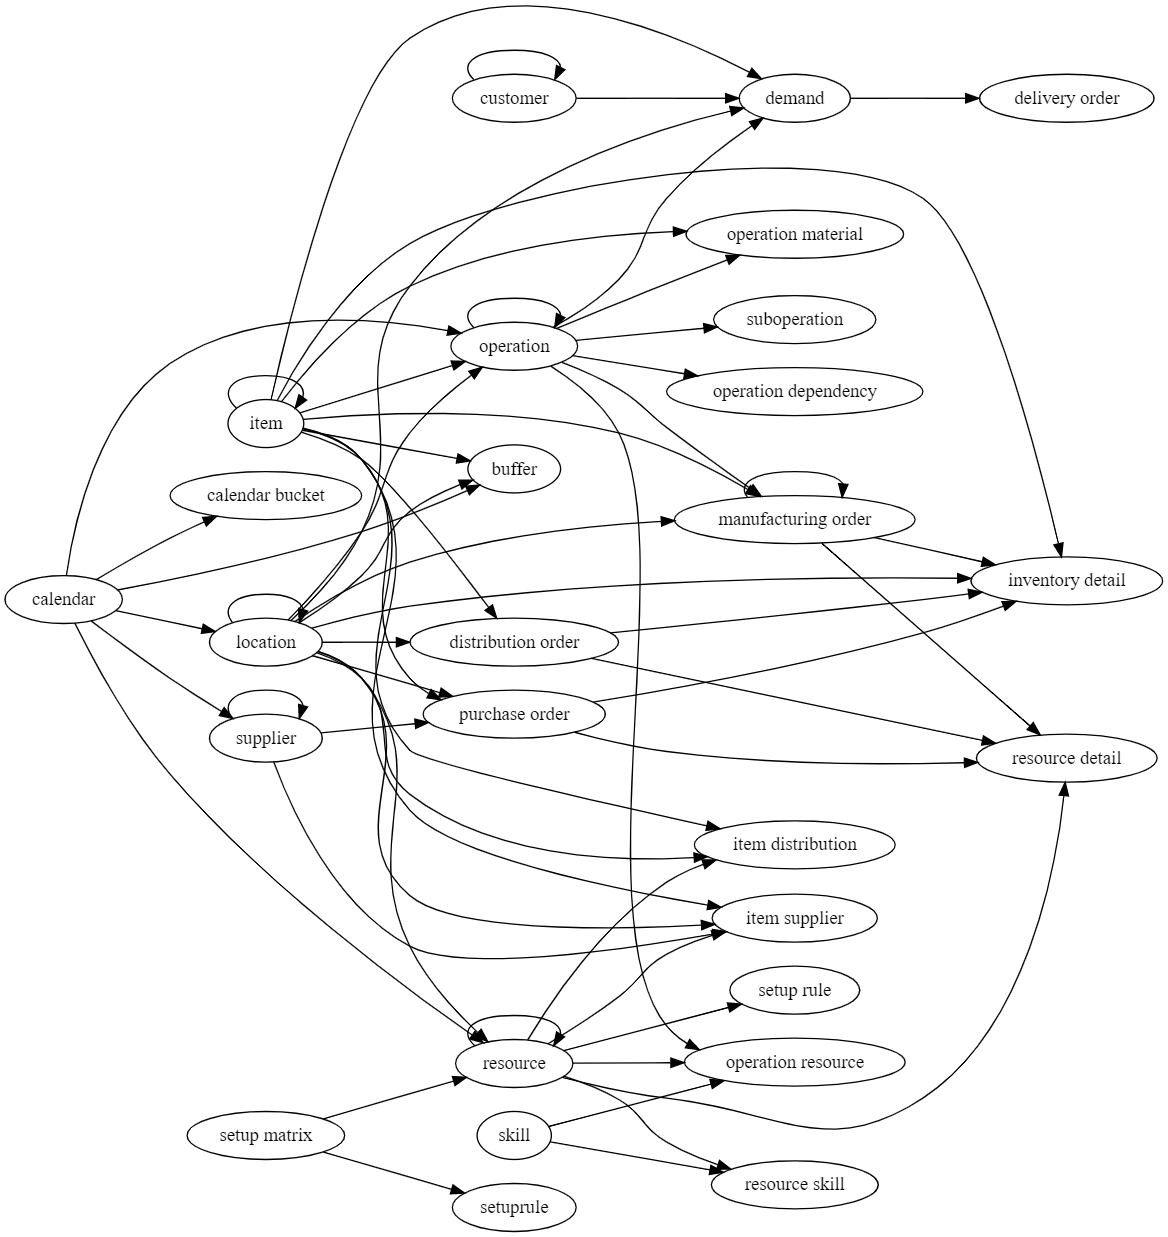 customer
demand
delivery order
operation material
suboperation
operation
operation dependency
item
buffer
calendar bucket
manufacturing order
inventory detail
calendar
location
distribution order
purchase order
supplier
resource detail
item distribution
item supplier
setup rule
resource
operation resource
setup matrix
skill
resource skill
setuprule